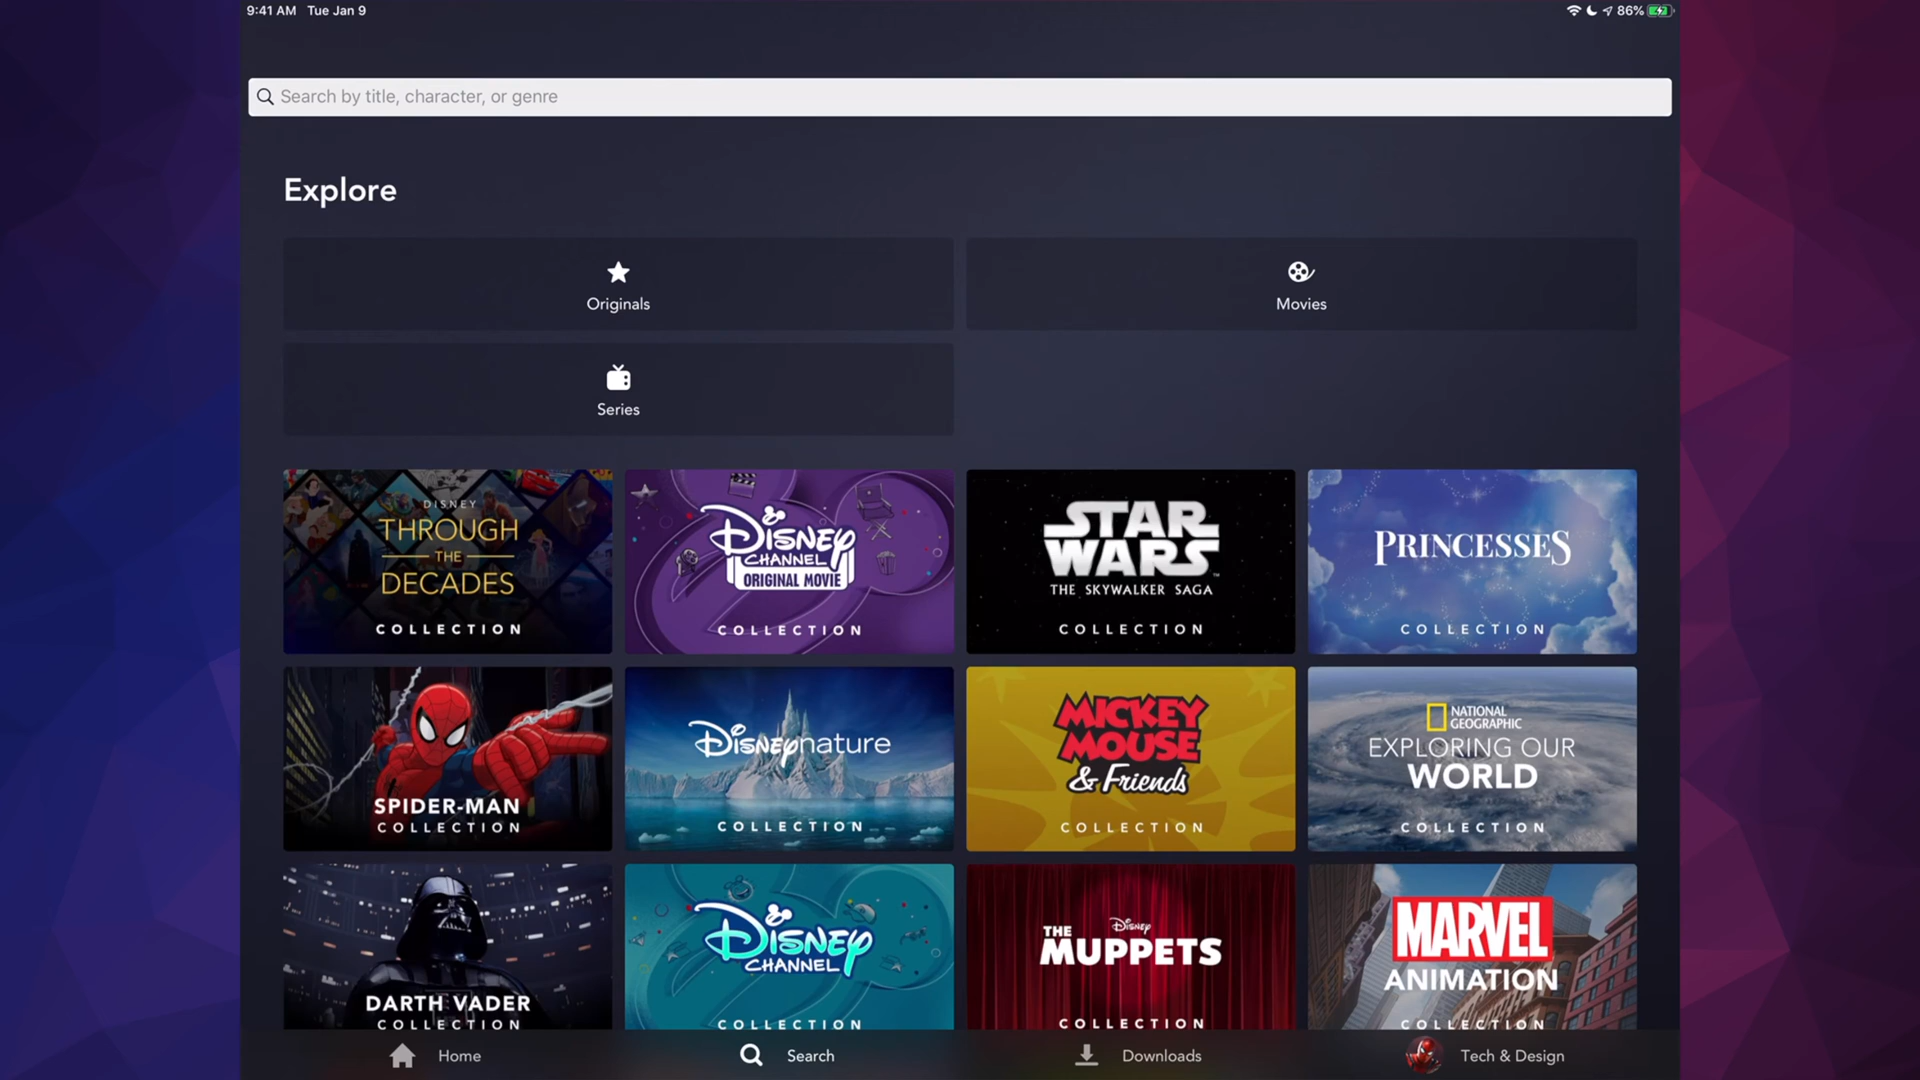 9:41 AM Tue Jan 9
86%
Search by title, character, or genre
Explore
Originals
Movies
Series
DISNEY
THROUGH
THE
DECADES
COLLECTION
DISNEY
CHANNEL
ORIGINAL MOVIE
COLLECTION
STAR
WARS
THE SKYWALKER SAGA
COLLECTION
PRINCESSES
COLLECTION
SPIDER-MAN
COLLECTION
Disneynature
COLLECTION
MICKEY
MOUSE
& Friends
COLLECTION
NATIONAL
GEOGRAPHIC
EXPLORING OUR
WORLD
COLLECTION
DARTH VADER
COLLECTION
DISNEY
CHANNEL
COLLECTION
Disney
THE
MUPPETS
COLLECTION
MARVEL
ANIMATION
COLLECTION
Home
Search
Downloads
Tech & Design